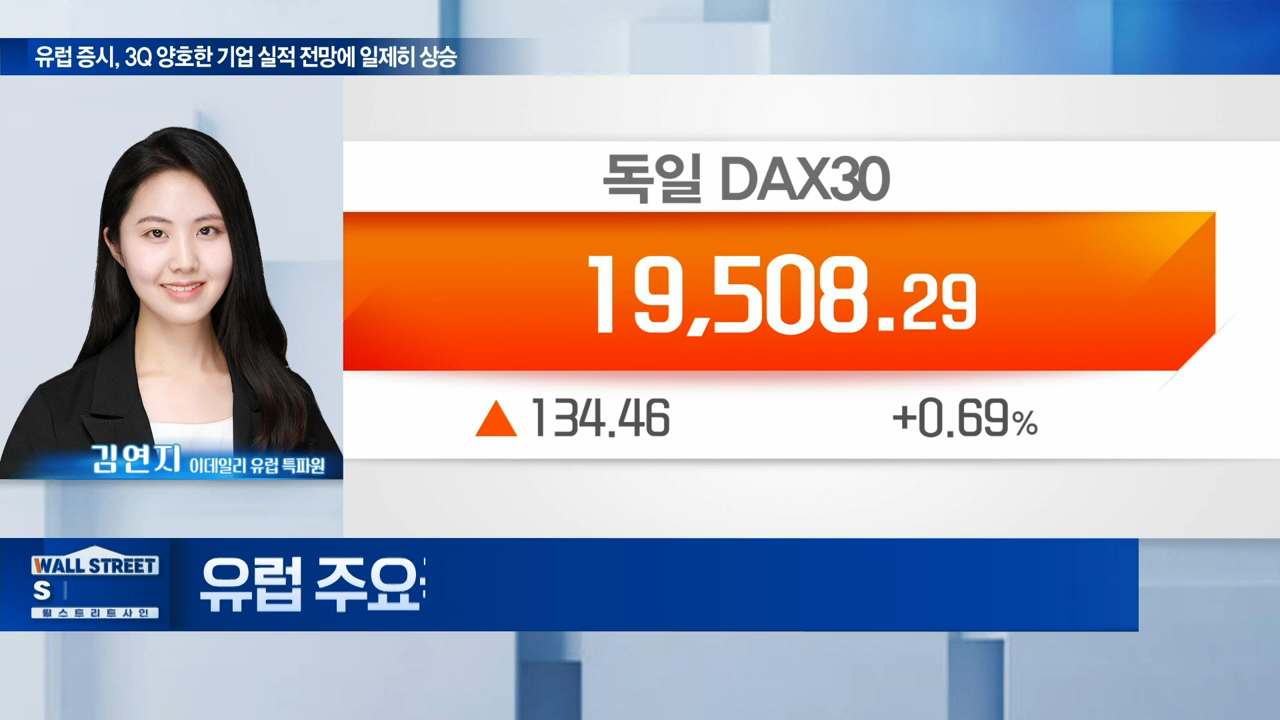 유럽 증시, 3Q 양호한 기업 실적 전망에 일제히 상승
독일 DAX30
19,508.29
▲ 134.46 +0.69%
김연지 이데일리 유럽 특파원
WALL STREET
S
월스트리트사인
유럽 주요